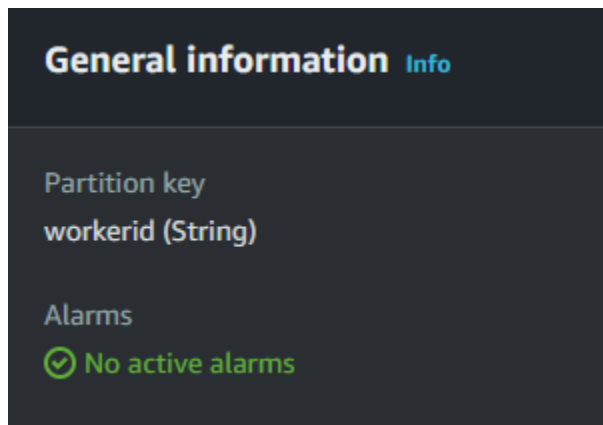 General information Info
Partition key
workerid (String)
Alarms
No active alarms